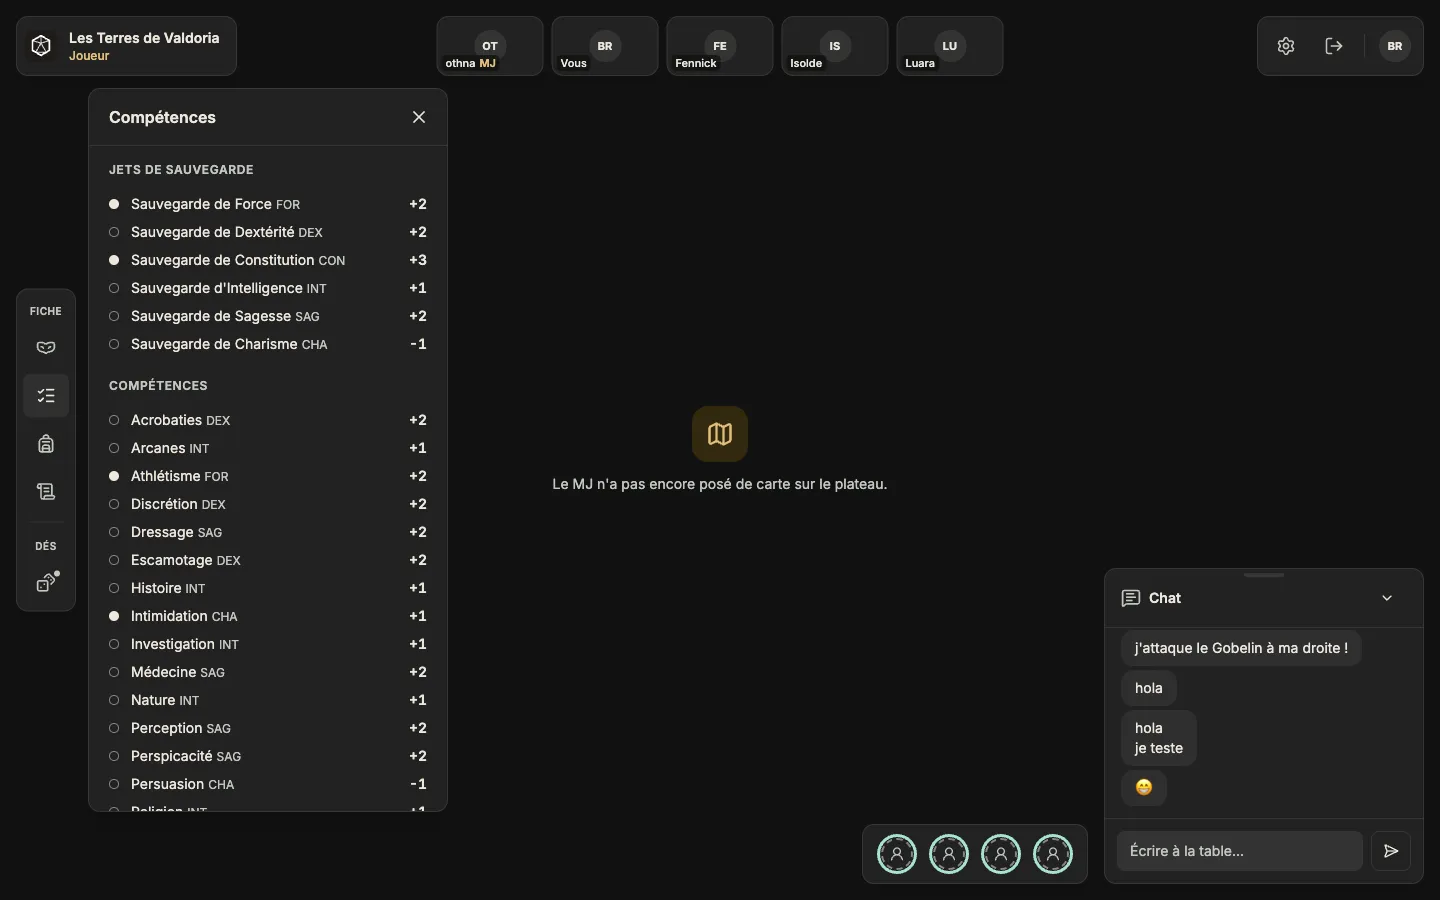 Les Terres de Valdoria
Joueur
OT
othna MJ
BR
Vous
FE
Fennick
IS
Isolde
LU
Luara
BR
Compétences
JETS DE SAUVEGARDE
Sauvegarde de Force FOR +2
Sauvegarde de Dextérité DEX +2
Sauvegarde de Constitution CON +3
Sauvegarde d'Intelligence INT +1
Sauvegarde de Sagesse SAG +2
Sauvegarde de Charisme CHA -1
COMPÉTENCES
Acrobaties DEX +2
Arcanes INT +1
Athlétisme FOR +2
Discrétion DEX +2
Dressage SAG +2
Escamotage DEX +2
Histoire INT +1
Intimidation CHA +1
Investigation INT +1
Médecine SAG +2
Nature INT +1
Perception SAG +2
Perspicacité SAG +2
Persuasion CHA -1
Religion INT +1
FICHE
DÉS
Le MJ n'a pas encore posé de carte sur le plateau.
Chat
j'attaque le Gobelin à ma droite !
hola
hola
je teste
😁
Écrire à la table...